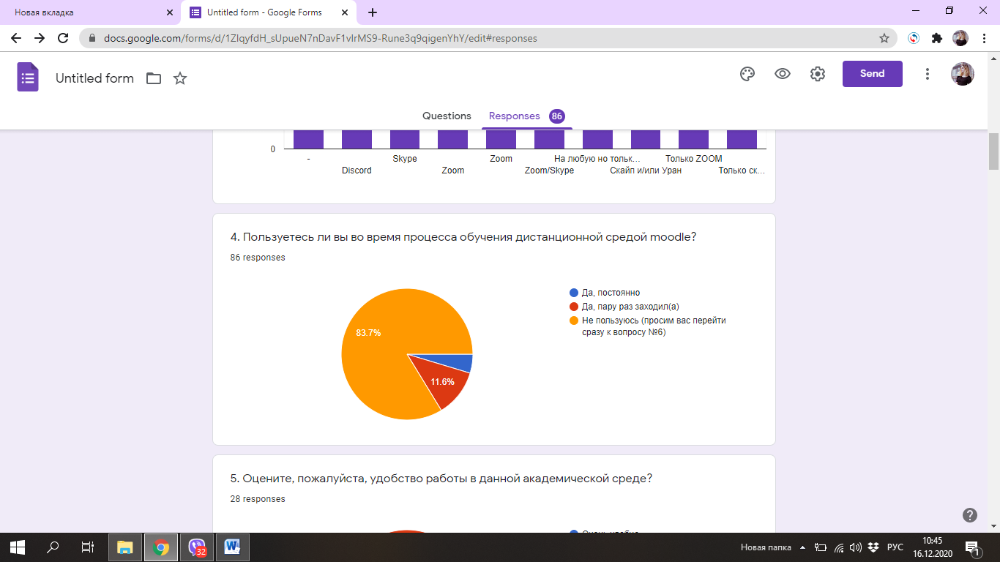 Новая вкладка
Untitled form - Google Forms
docs.google.com/forms/d/1ZIqyfdH_sUpueN7nDavF1vIrMS9-Rune3q9qigenYhY/edit#responses
Untitled form
Send
Questions
Responses 86
0
- Skype Zoom На любую но тольк... Только ZOOM
Discord Zoom Zoom/Skype Скайп и/или Уран Только ск...
4. Пользуетесь ли вы во время процесса обучения дистанционной средой moodle?
86 responses
83.7%
11.6%
Да, постоянно
Да, пару раз заходил(а)
Не пользуюсь (просим вас перейти
сразу к вопросу №6)
5. Оцените, пожалуйста, удобство работы в данной академической среде?
28 responses
32
Новая папка
РУС
10:45
16.12.2020
1